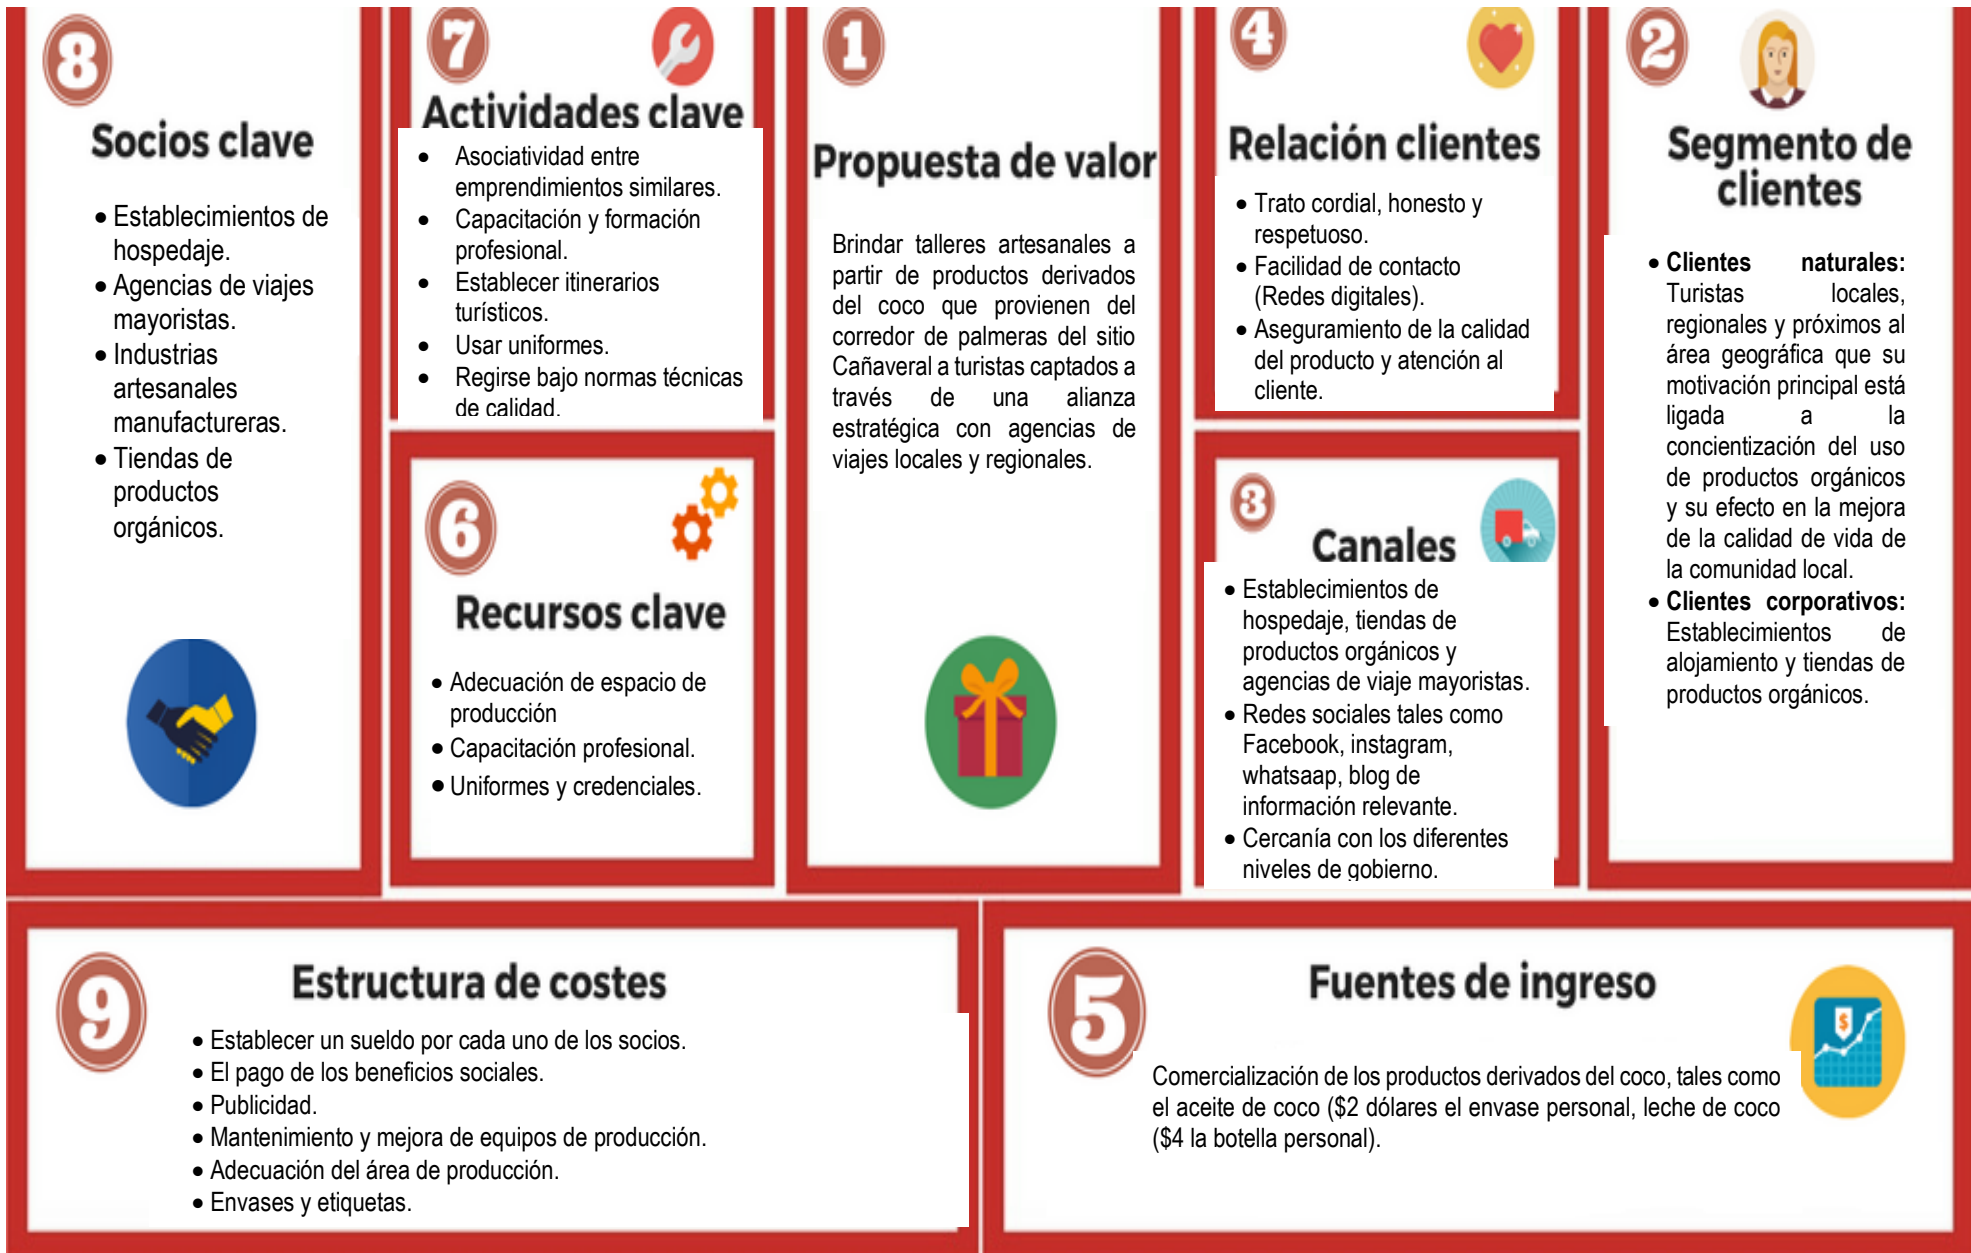 8
Socios clave
• Establecimientos de
hospedaje.
• Agencias de viajes
mayoristas.
• Industrias
artesanales
manufactureras.
• Tiendas de
productos
orgánicos.
7
Actividades clave
• Asociatividad entre
emprendimientos similares.
• Capacitación y formación
profesional.
• Establecer itinerarios
turísticos.
• Usar uniformes.
• Regirse bajo normas técnicas
de calidad.
6
Recursos clave
• Adecuación de espacio de
producción
• Capacitación profesional.
• Uniformes y credenciales.
1
Propuesta de valor
Brindar talleres artesanales a
partir de productos derivados
del coco que provienen del
corredor de palmeras del sitio
Cañaveral a turistas captados a
través de una alianza
estratégica con agencias de
viajes locales y regionales.
4
Relación clientes
• Trato cordial, honesto y
respetuoso.
• Facilidad de contacto
(Redes digitales).
• Aseguramiento de la calidad
del producto y atención al
cliente.
3
Canales
• Establecimientos de
hospedaje, tiendas de
productos orgánicos y
agencias de viaje mayoristas.
• Redes sociales tales como
Facebook, instagram,
whatsaap, blog de
información relevante.
• Cercanía con los diferentes
niveles de gobierno.
2
Segmento de
clientes
• Clientes naturales:
Turistas locales,
regionales y próximos al
área geográfica que su
motivación principal está
ligada a la
concientización del uso
de productos orgánicos
y su efecto en la mejora
de la calidad de vida de
la comunidad local.
• Clientes corporativos:
Establecimientos de
alojamiento y tiendas de
productos orgánicos.
9
Estructura de costes
• Establecer un sueldo por cada uno de los socios.
• El pago de los beneficios sociales.
• Publicidad.
• Mantenimiento y mejora de equipos de producción.
• Adecuación del área de producción.
• Envases y etiquetas.
5
Fuentes de ingreso
$
Comercialización de los productos derivados del coco, tales como
el aceite de coco ($2 dólares el envase personal, leche de coco
($4 la botella personal).